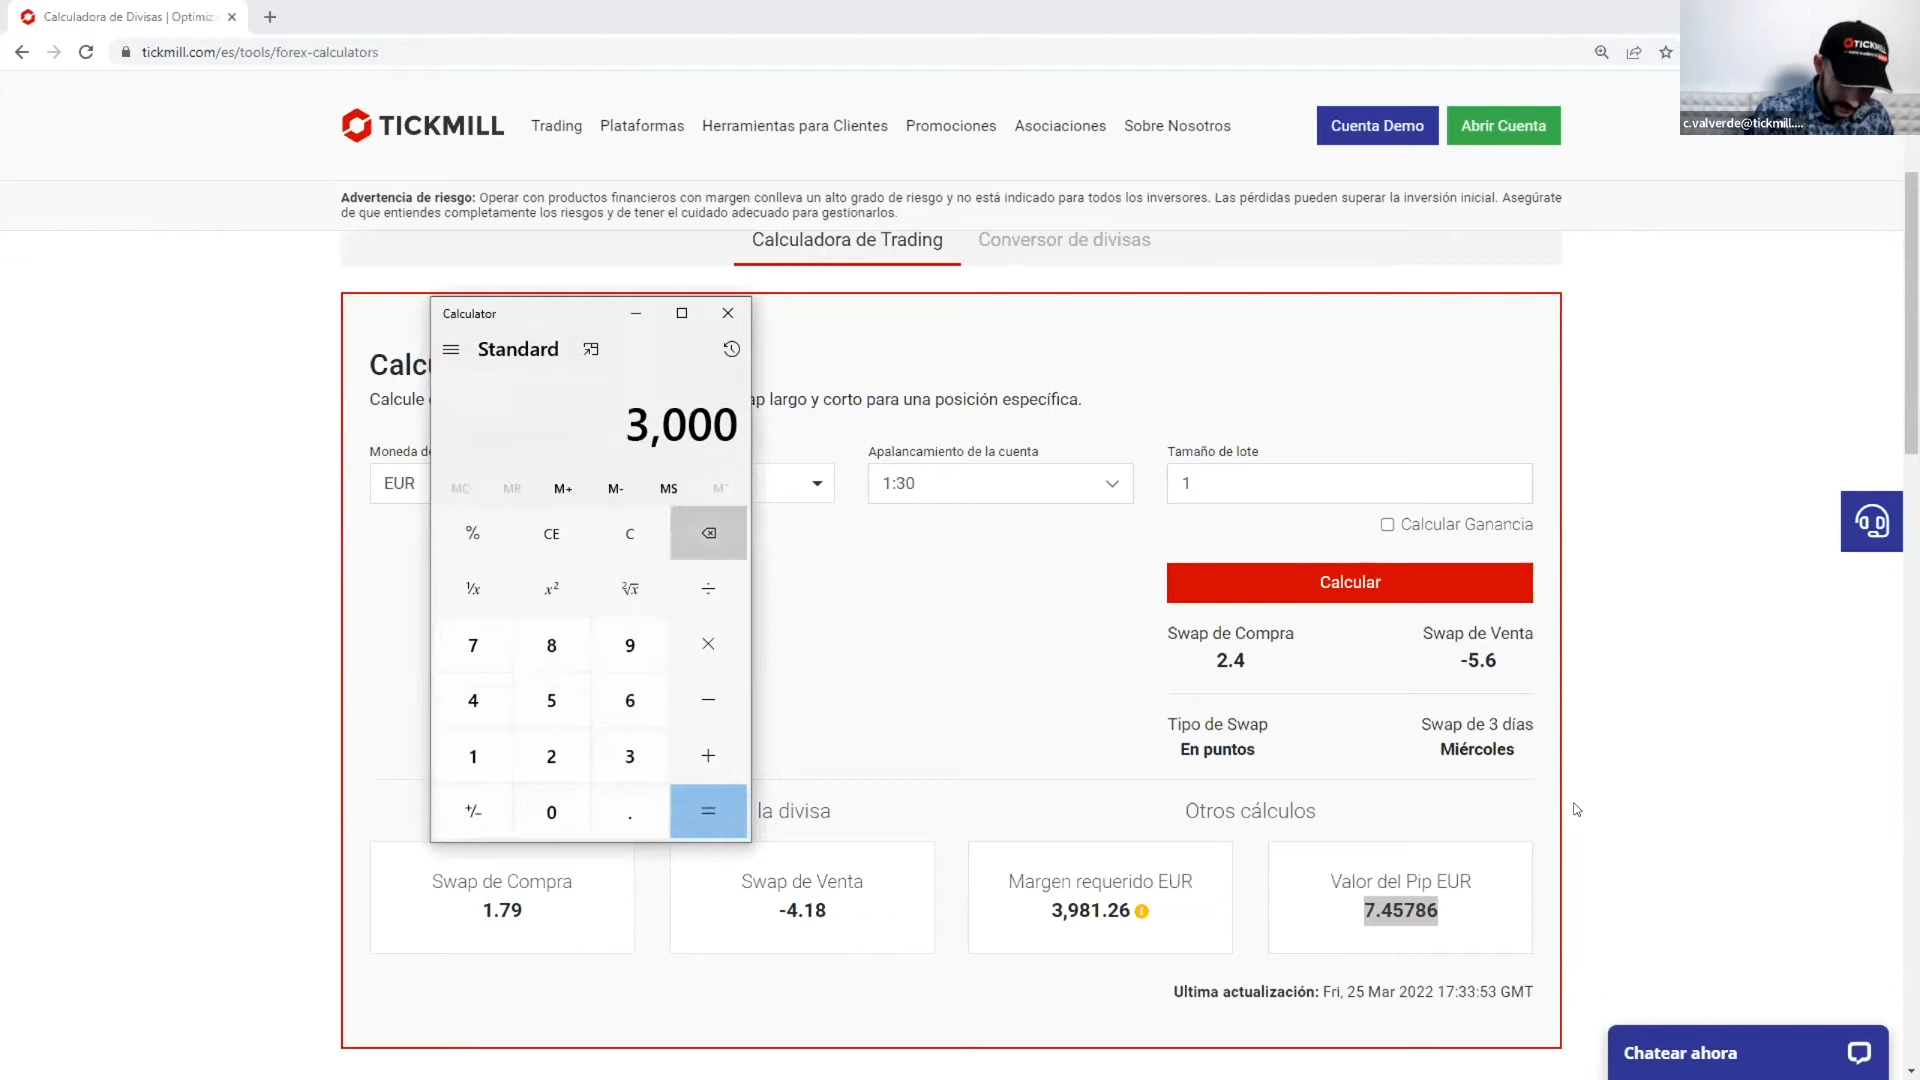 Calculadora de Divisas | Optimiz
tickmill.com/es/tools/forex-calculators
TICKMILL
c.valverde@tickmill....
TICKMILL
Trading
Plataformas
Herramientas para Clientes
Promociones
Asociaciones
Sobre Nosotros
Cuenta Demo
Abrir Cuenta
Advertencia de riesgo: Operar con productos financieros con margen conlleva un alto grado de riesgo y no está indicado para todos los inversores. Las pérdidas pueden superar la inversión inicial. Asegúrate
de que entiendes completamente los riesgos y de tener el cuidado adecuado para gestionarlos.
Calculadora de Trading
Conversor de divisas
Calculator
Standard
3,000
MC
MR
M+
M-
MS
%
CE
C
⅟x
x²
²√x
÷
7
8
9
×
4
5
6
−
1
2
3
+
+/-
0
.
=
Calc
Calcule
ap largo y corto para una posición específica.
Moneda de
EUR
Apalancamiento de la cuenta
1:30
Tamaño de lote
1
Calcular Ganancia
Calcular
Swap de Compra
2.4
Swap de Venta
-5.6
Tipo de Swap
En puntos
Swap de 3 días
Miércoles
la divisa
Otros cálculos
Swap de Compra
1.79
Swap de Venta
-4.18
Margen requerido EUR
3,981.26
Valor del Pip EUR
7.45786
Ultima actualización: Fri, 25 Mar 2022 17:33:53 GMT
Chatear ahora